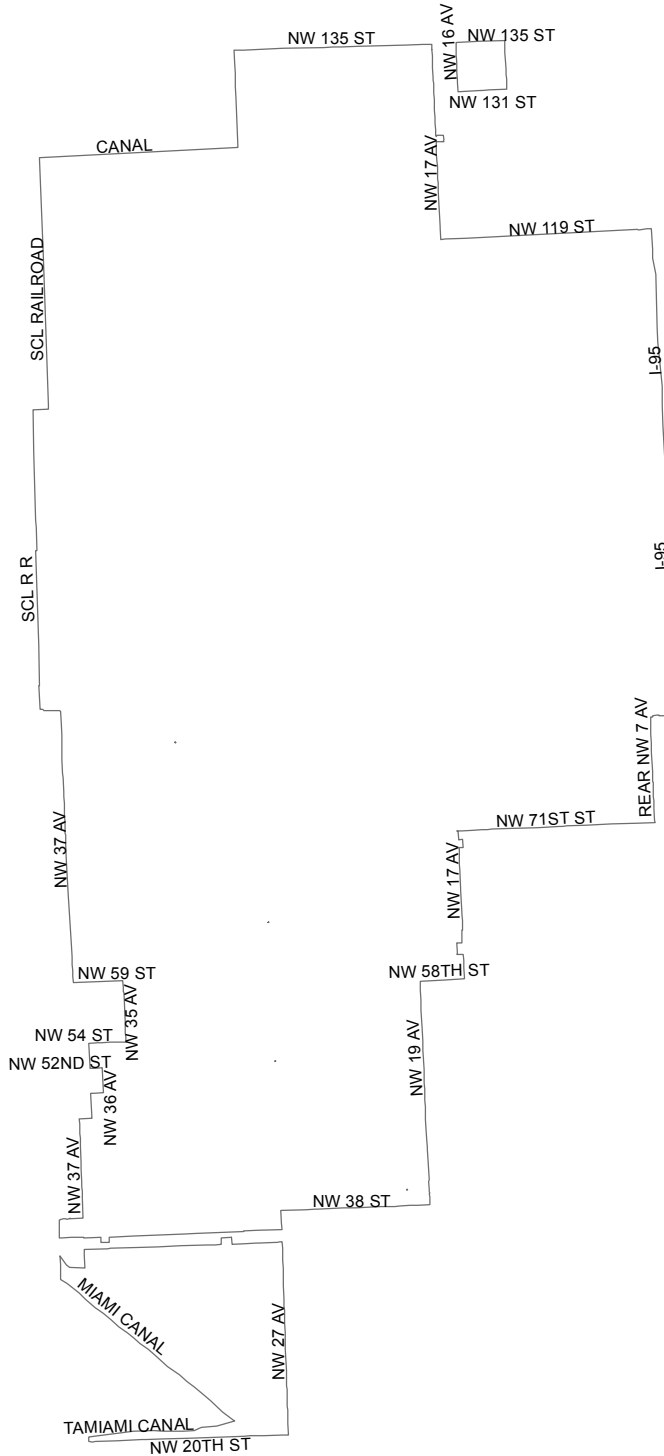 NW 135 ST
NW 16 AV
NW 135 ST
NW 131 ST
CANAL
NW 17 AV
NW 119 ST
SCL RAILROAD
I-95
I-95
SCL R R
REAR NW 7 AV
NW 71ST ST
NW 37 AV
NW 17 AV
NW 59 ST
NW 58TH ST
NW 35 AV
NW 54 ST
NW 19 AV
NW 52ND ST
NW 36 AV
NW 37 AV
NW 38 ST
MIAMI CANAL
NW 27 AV
TAMIAMI CANAL
NW 20TH ST